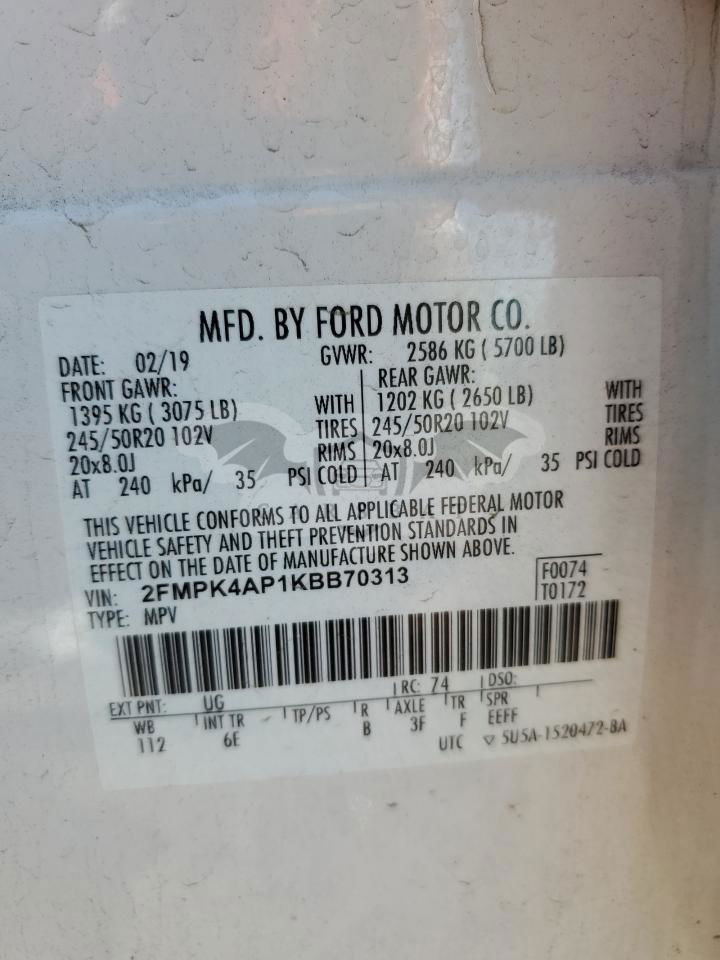 MFD. BY FORD MOTOR CO.
DATE: 02/19 GVWR: 2586 KG ( 5700 LB)
FRONT GAWR: REAR GAWR:
1395 KG ( 3075 LB) WITH 1202 KG ( 2650 LB) WITH
245/50R20 102V TIRES 245/50R20 102V TIRES
20x8.0J RIMS 20x8.0J RIMS
AT 240 kPa/ 35 PSI COLD AT 240 kPa/ 35 PSI COLD
THIS VEHICLE CONFORMS TO ALL APPLICABLE FEDERAL MOTOR
VEHICLE SAFETY AND THEFT PREVENTION STANDARDS IN
EFFECT ON THE DATE OF MANUFACTURE SHOWN ABOVE.
VIN: 2FMPK4AP1KBB70313 F0074
TYPE: MPV T0172
EXT PNT: UG RC: 74 DSO:
WB INT TR TP/PS R AXLE TR SPR
112 6E B 3F F EEFF
UTC ▽ 5U5A-1520472-BA